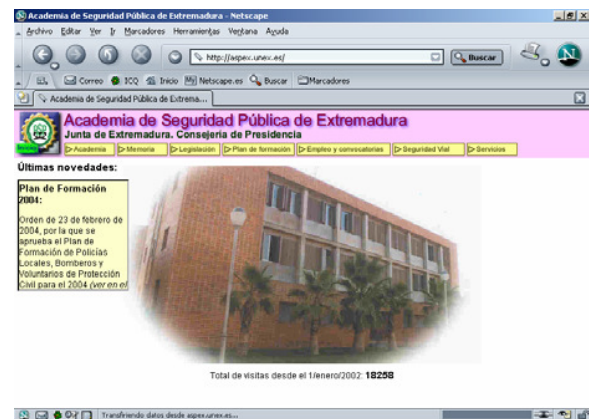 Academia de Seguridad Pública de Extremadura - Netscape
Archivo Editar Ver Ir Marcadores Herramientas Ventana Ayuda
http://aspex.unex.es/
Buscar
Correo ICQ Inicio Netscape.es Buscar Marcadores
Academia de Seguridad Pública de Extrema...
Academia de Seguridad Pública de Extremadura
Junta de Extremadura. Consejería de Presidencia
Academia Memoria Legislación Plan de formación Empleo y convocatorias Seguridad Vial Servicios
Últimas novedades:
Plan de Formación
2004:
Orden de 23 de febrero de
2004, por la que se
aprueba el Plan de
Formación de Policías
Locales, Bomberos y
Voluntarios de Protección
Civil para el 2004 (ver en el
Total de visitas desde el 1/enero/2002: 18258
Transfiriendo datos desde aspex.unex.es...